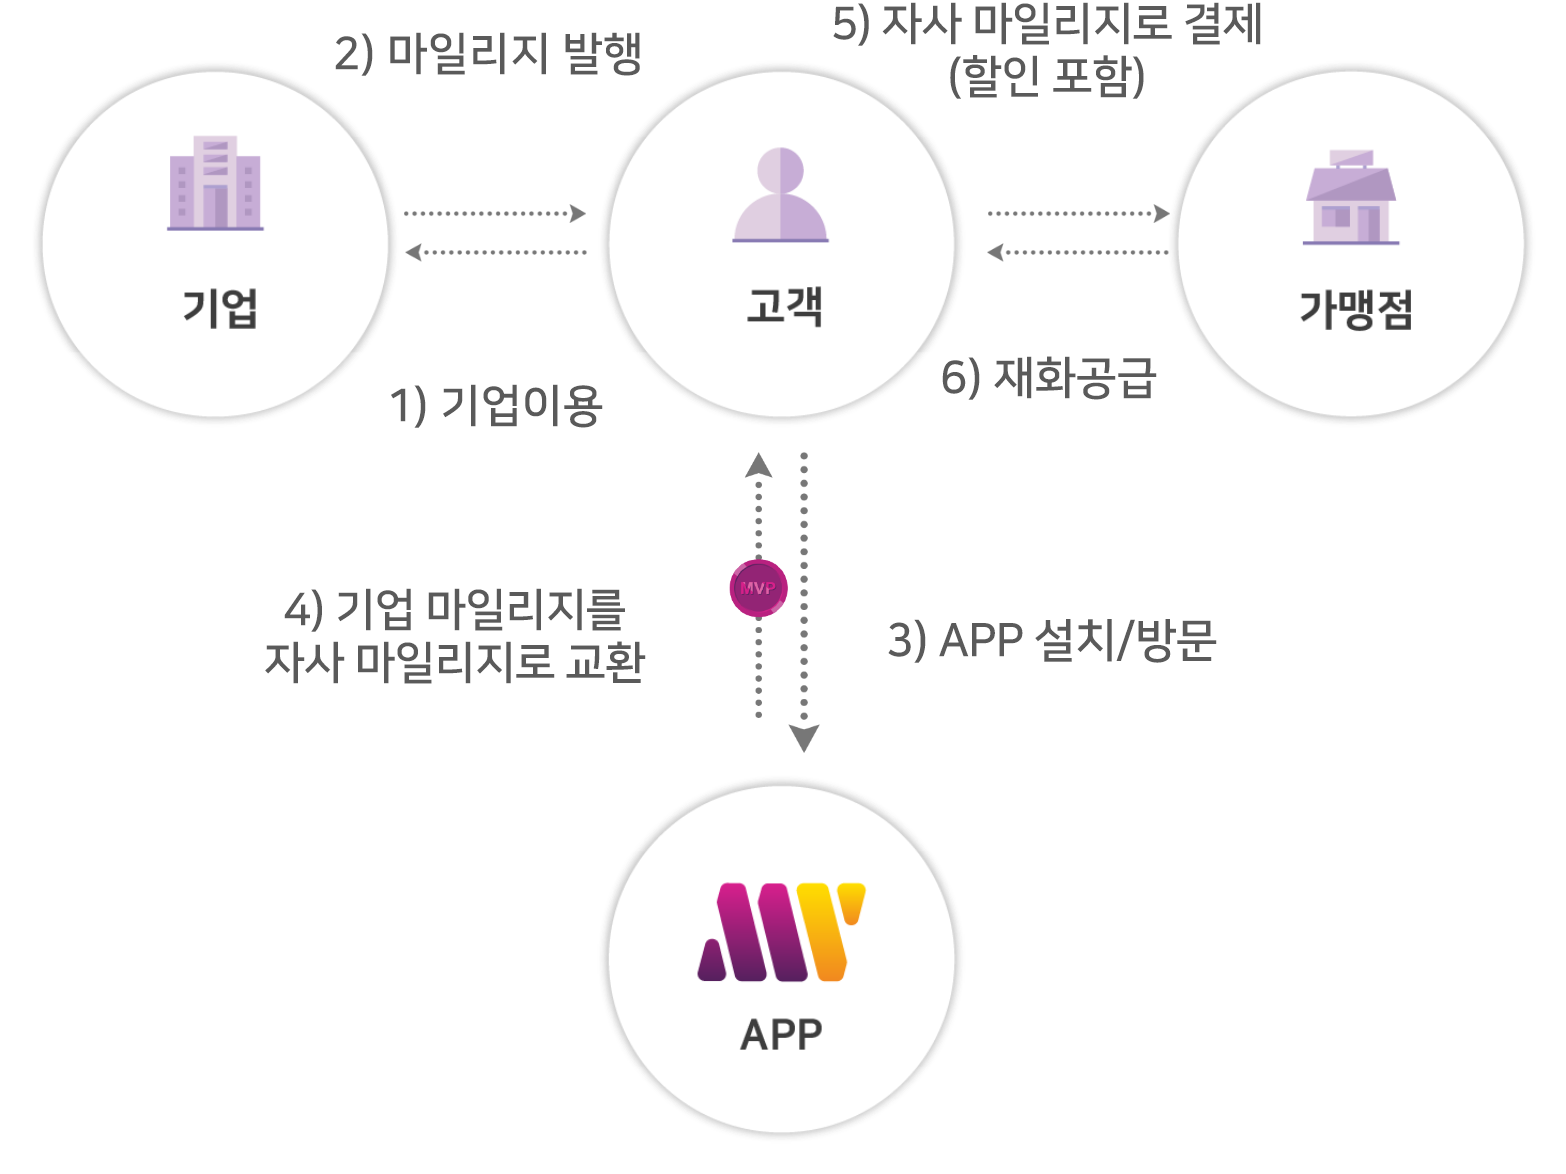 2) 마일리지 발행
5) 자사 마일리지로 결제
(할인 포함)
기업
고객
가맹점
1) 기업이용
6) 재화공급
MVP
4) 기업 마일리지를
자사 마일리지로 교환
3) APP 설치/방문
APP